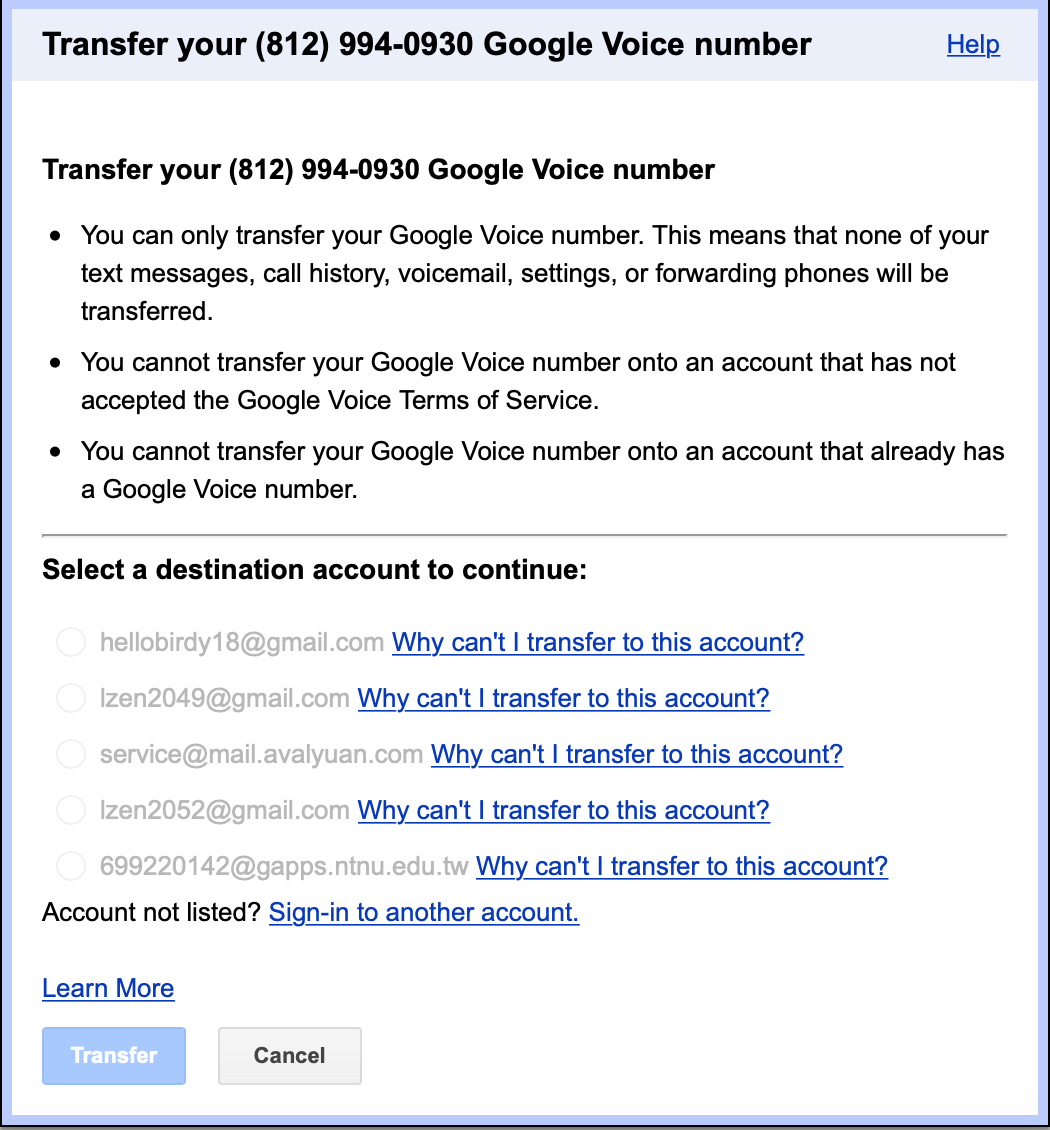 Transfer your (812) 994-0930 Google Voice number Help
Transfer your (812) 994-0930 Google Voice number
• You can only transfer your Google Voice number. This means that none of your
text messages, call history, voicemail, settings, or forwarding phones will be
transferred.
• You cannot transfer your Google Voice number onto an account that has not
accepted the Google Voice Terms of Service.
• You cannot transfer your Google Voice number onto an account that already has
a Google Voice number.
Select a destination account to continue:
hellobirdy18@gmail.com Why can't I transfer to this account?
lzen2049@gmail.com Why can't I transfer to this account?
service@mail.avalyuan.com Why can't I transfer to this account?
lzen2052@gmail.com Why can't I transfer to this account?
699220142@gapps.ntnu.edu.tw Why can't I transfer to this account?
Account not listed? Sign-in to another account.
Learn More
Transfer Cancel